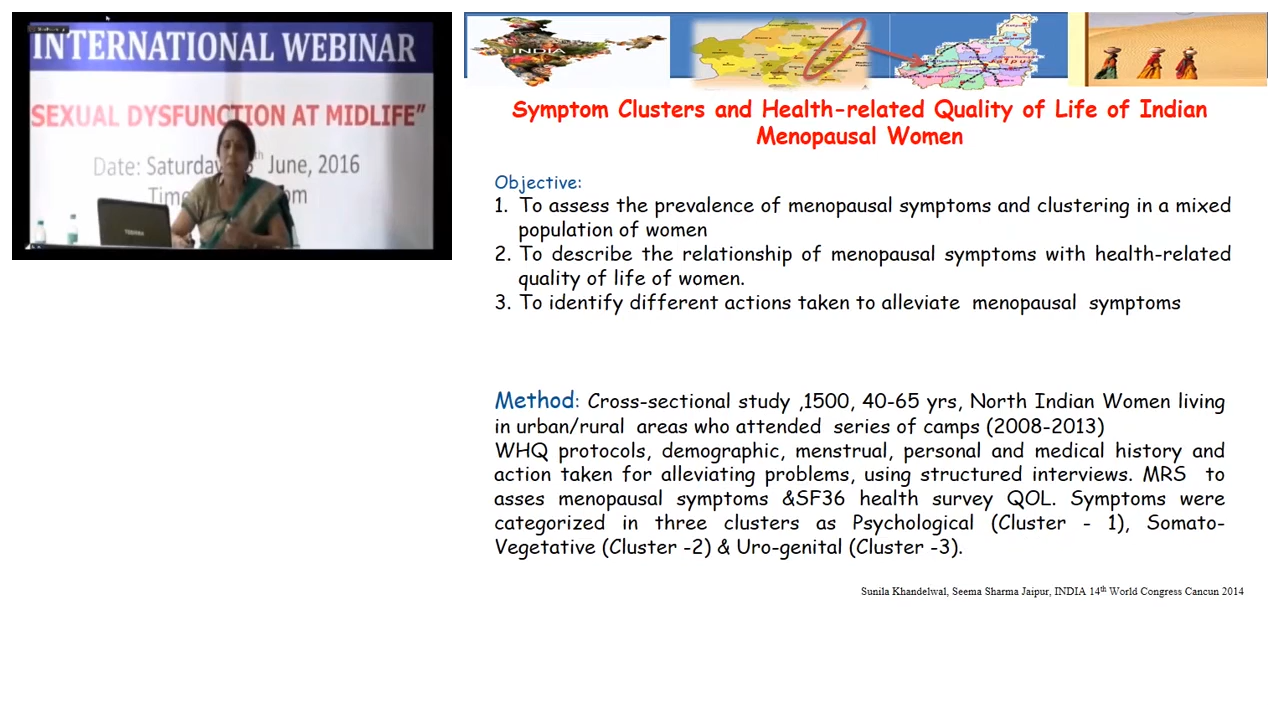 INTERNATIONAL WEBINAR
SEXUAL DYSFUNCTION AT MIDLIFE”
Date: Saturday
th June, 2016
TOSHIBA
INDIA
Jaipur
Symptom Clusters and Health-related Quality of Life of Indian
Menopausal Women
Objective:
1. To assess the prevalence of menopausal symptoms and clustering in a mixed
population of women
2. To describe the relationship of menopausal symptoms with health-related
quality of life of women.
3. To identify different actions taken to alleviate menopausal symptoms
Method: Cross-sectional study ,1500, 40-65 yrs, North Indian Women living
in urban/rural areas who attended series of camps (2008-2013)
WHQ protocols, demographic, menstrual, personal and medical history and
action taken for alleviating problems, using structured interviews. MRS to
asses menopausal symptoms &SF36 health survey QOL. Symptoms were
categorized in three clusters as Psychological (Cluster - 1), Somato-
Vegetative (Cluster -2) & Uro-genital (Cluster -3).
Sunila Khandelwal, Seema Sharma Jaipur, INDIA 14th World Congress Cancun 2014